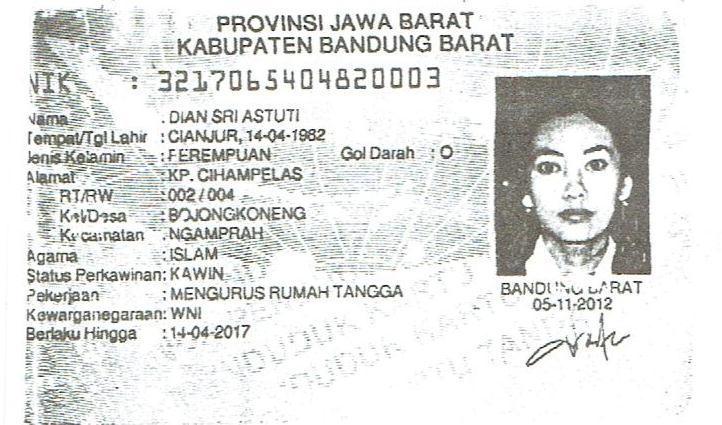 PROVINSI JAWA BARAT
KABUPATEN BANDUNG BARAT
NIK : 3217065404820003
Nama : DIAN SRI ASTUTI
Tempat/Tgl Lahir : CIANJUR, 14-04-1982
Jenis Kelamin : PEREMPUAN Gol Darah : O
Alamat : KP. CIHAMPELAS
RT/RW : 002 / 004
Kel/Desa : BOJONGKONENG
Kecamatan : NGAMPRAH
Agama : ISLAM
Status Perkawinan: KAWIN
Pekerjaan : MENGURUS RUMAH TANGGA
Kewarganegaraan: WNI
Berlaku Hingga : 14-04-2017
BANDUNG BARAT
05-11-2012